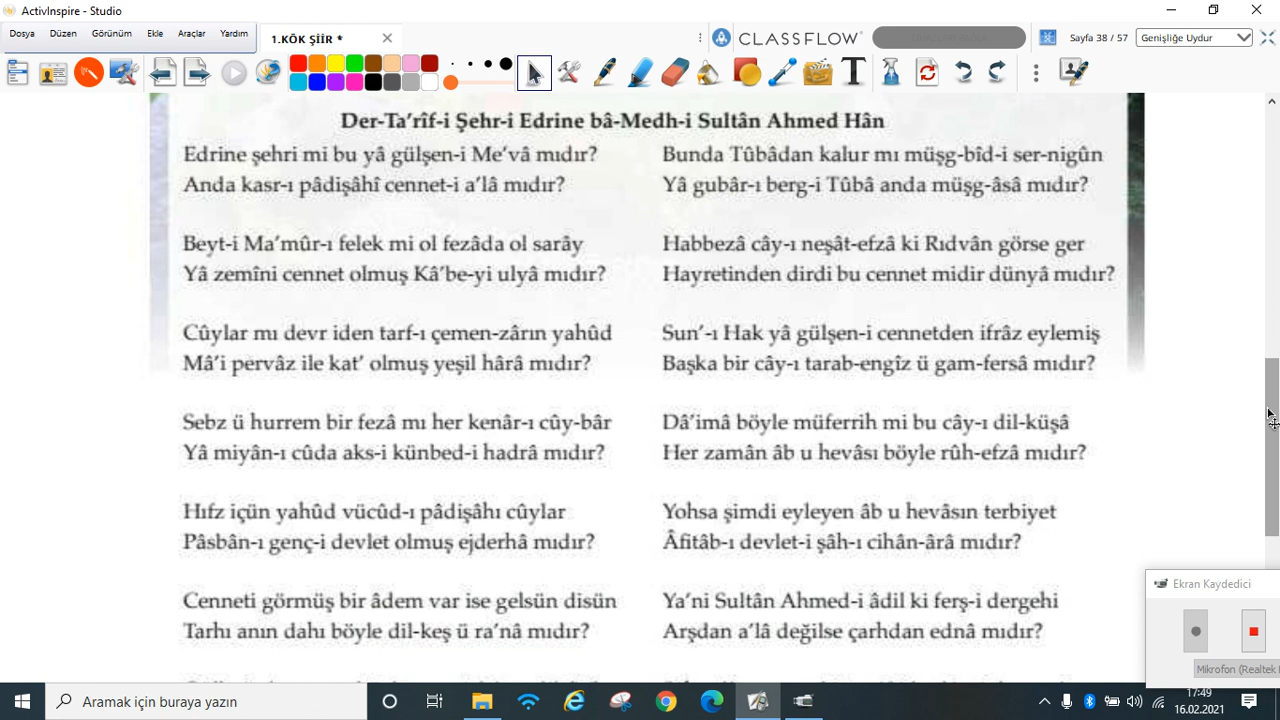 ActivInspire - Studio
Dosya Düzen Görünüm Ekle Araçlar Yardım
1.KÖK ŞİİR *
CLASSFLOW
Sayfa 38 / 57
Genişliğe Uydur
Der-Ta'rîf-i Şehr-i Edrine bâ-Medh-i Sultân Ahmed Hân
Edrine şehri mi bu yâ gülşen-i Me'vâ mıdır?
Anda kasr-ı pâdişâhî cennet-i a'lâ mıdır?
Beyt-i Ma'mûr-ı felek mi ol fezâda ol sarây
Yâ zemîni cennet olmuş Kâ'be-yi ulyâ mıdır?
Cûylar mı devr iden tarf-ı çemen-zârın yahûd
Mâ'i pervâz ile kat' olmuş yeşil hârâ mıdır?
Sebz ü hurrem bir fezâ mı her kenâr-ı cûy-bâr
Yâ miyân-ı cûda aks-i künbed-i hadrâ mıdır?
Hıfz içün yahûd vücûd-ı pâdişâhı cûylar
Pâsbân-ı genç-i devlet olmuş ejderhâ mıdır?
Cenneti görmüş bir âdem var ise gelsün disün
Tarhı anın dahı böyle dil-keş ü ra'nâ mıdır?
Bunda Tûbâdan kalur mı müşg-bîd-i ser-nigûn
Yâ gubâr-ı berg-i Tûbâ anda müşg-âsâ mıdır?
Habbezâ cây-ı neşât-efzâ ki Rıdvân görse ger
Hayretinden dirdi bu cennet midir dünyâ mıdır?
Sun'-ı Hak yâ gülşen-i cennetden ifrâz eylemiş
Başka bir cây-ı tarab-engîz ü gam-fersâ mıdır?
Dâ'imâ böyle müferrih mi bu cây-ı dil-küşâ
Her zamân âb u hevâsı böyle rûh-efzâ mıdır?
Yohsa şimdi eyleyen âb u hevâsın terbiyet
Âfitâb-ı devlet-i şâh-ı cihân-ârâ mıdır?
Ya'ni Sultân Ahmed-i âdil ki ferş-i dergehi
Arşdan a'lâ değilse çarhdan ednâ mıdır?
Ekran Kaydedici
Mikrofon (Realtek
Aramak için buraya yazın
17:49
16.02.2021